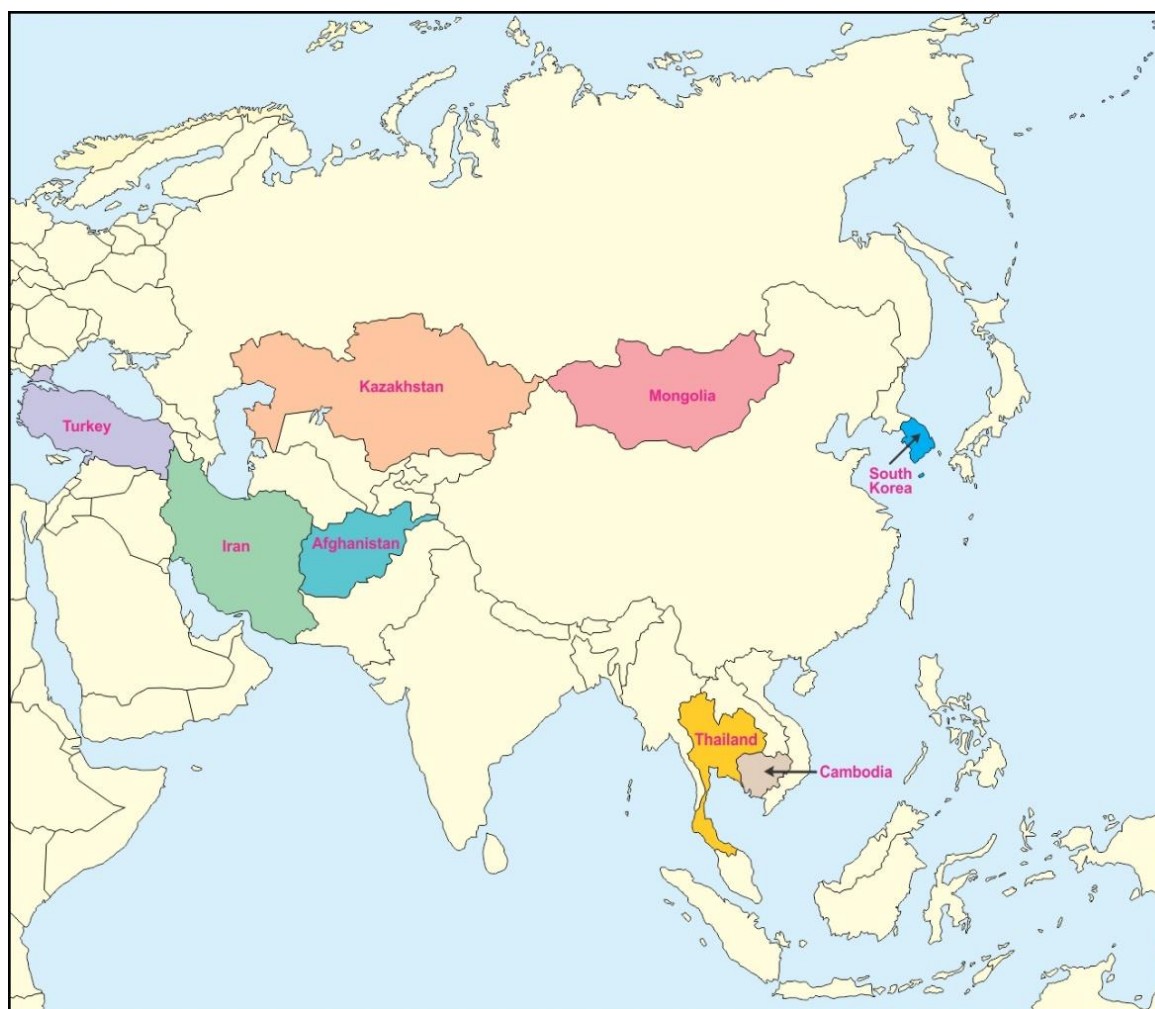 Kazakhstan
Mongolia
Turkey
South
Korea
Iran
Afghanistan
Thailand
Cambodia